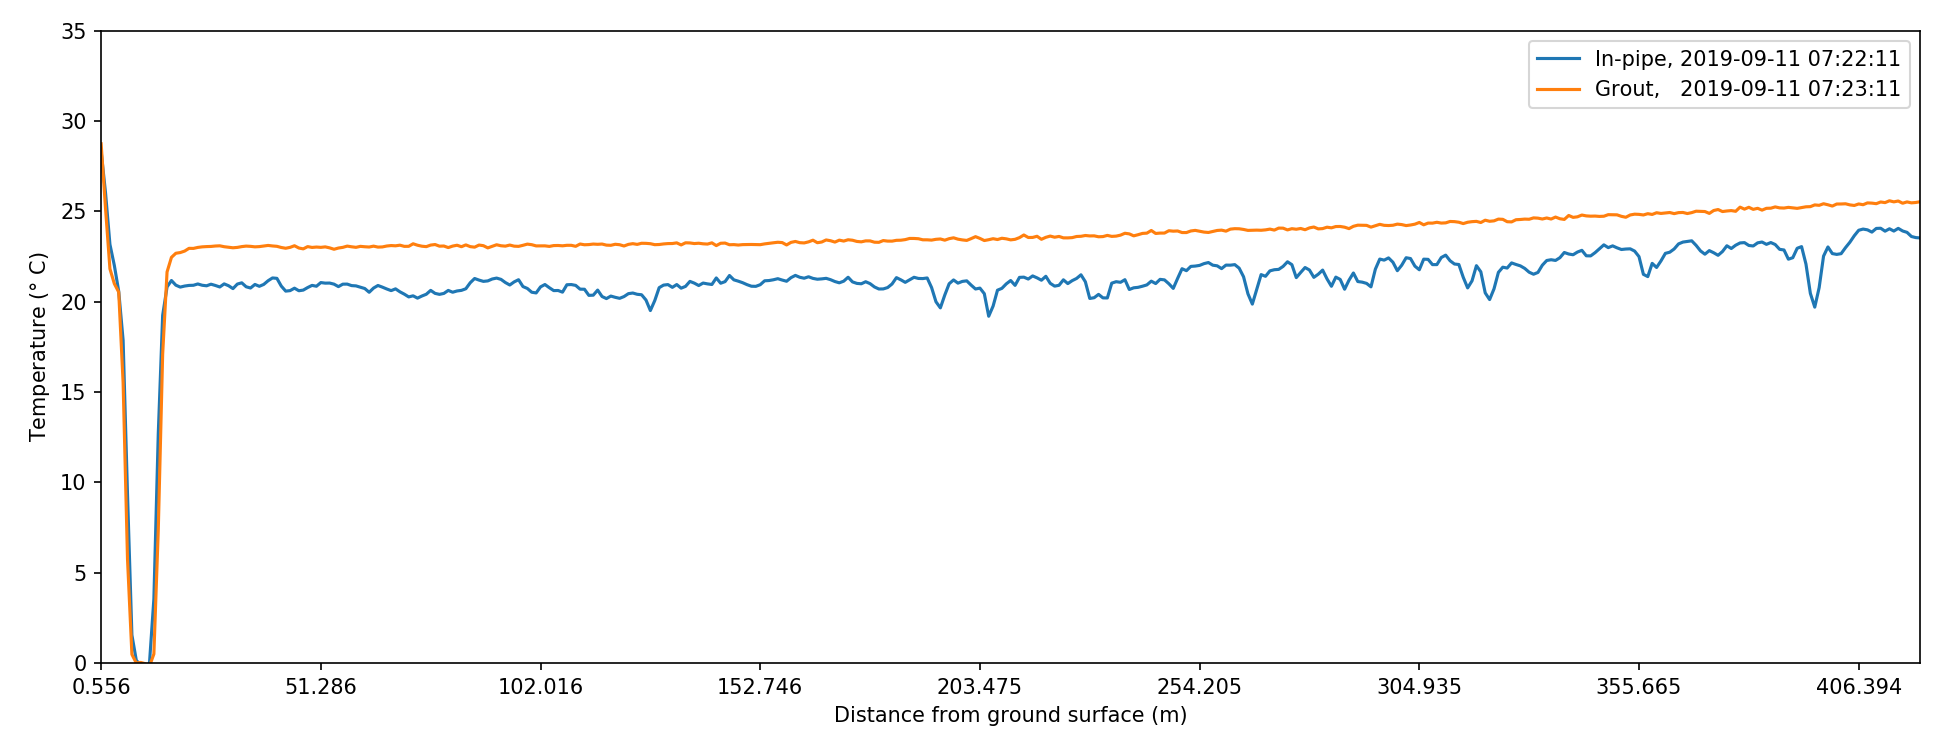 35
30
25
20
15
10
5
0
Temperature (° C)
In-pipe, 2019-09-11 07:22:11
Grout, 2019-09-11 07:23:11
0.556 51.286 102.016 152.746 203.475 254.205 304.935 355.665 406.394
Distance from ground surface (m)